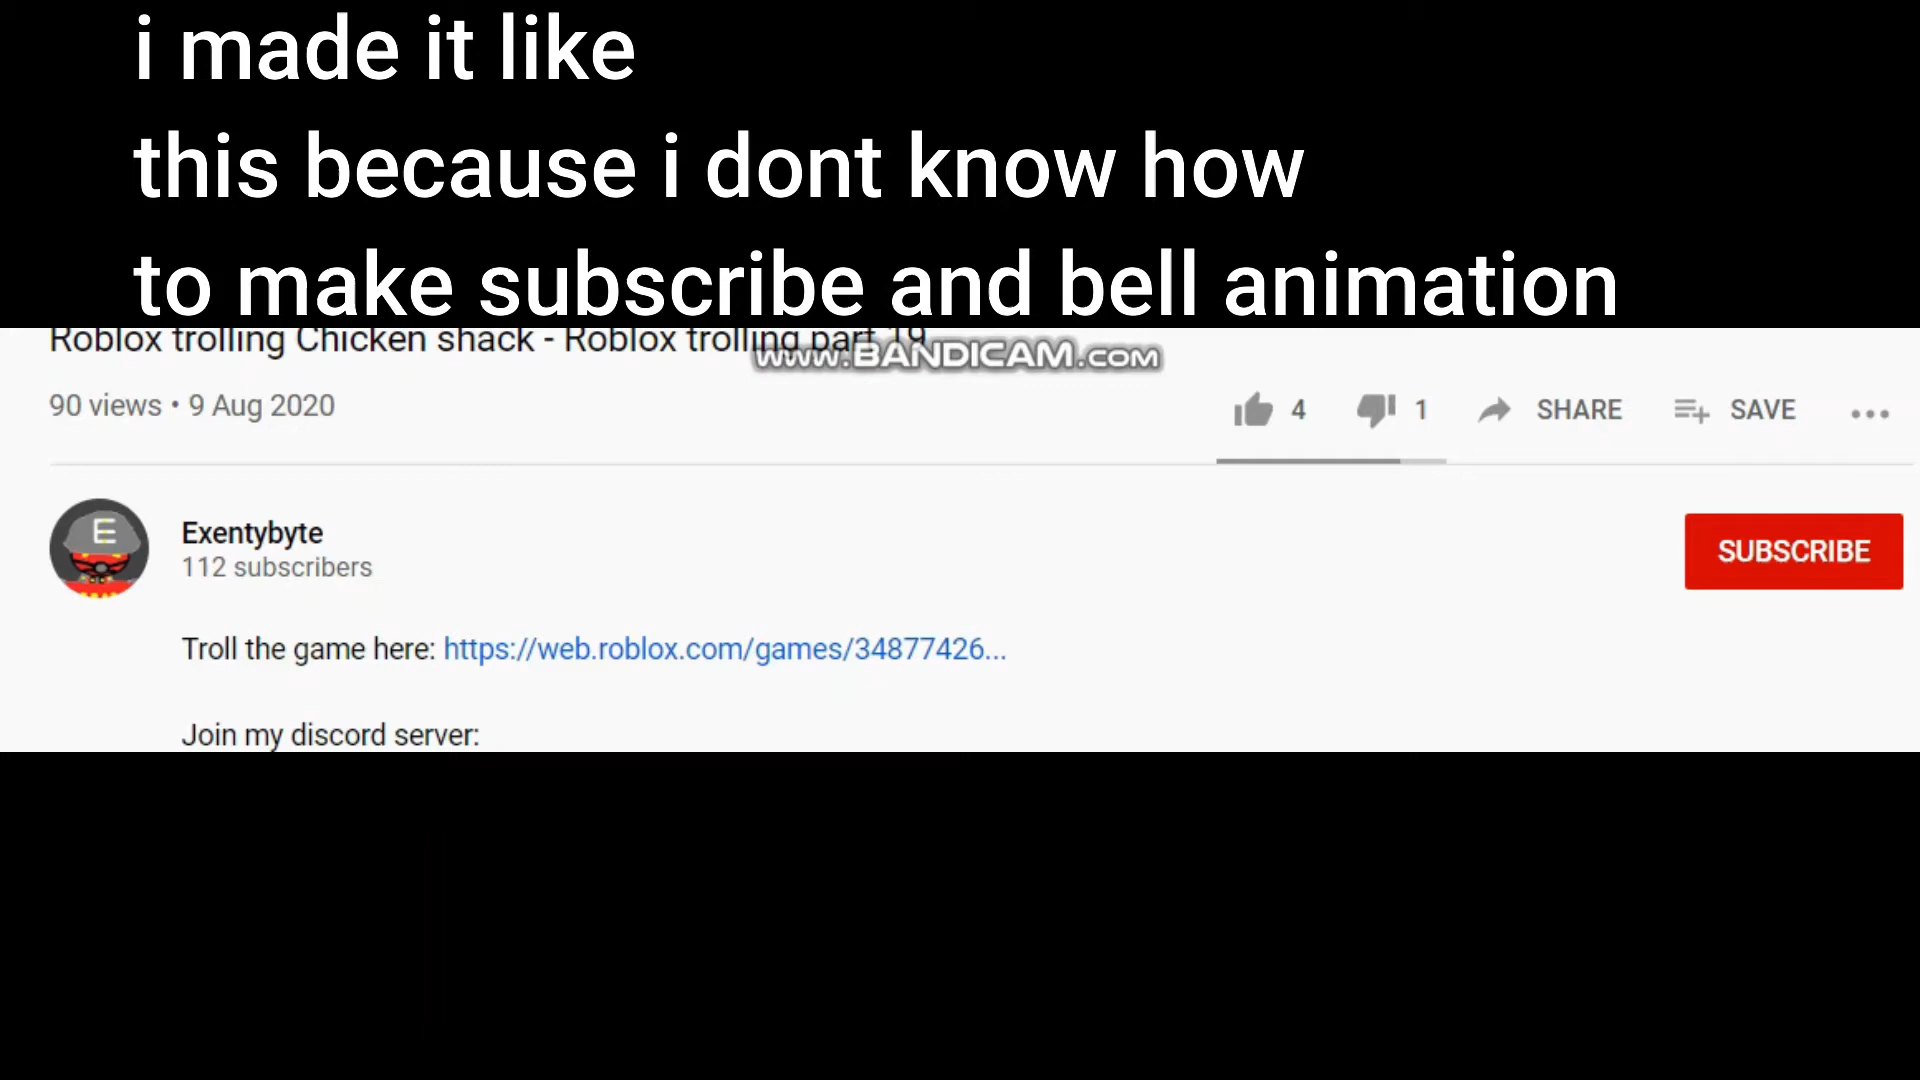 i made it like
this because i dont know how
to make subscribe and bell animation
Roblox trolling Chicken shack - Roblox trolling part 19
www.BANDICAM.com
90 views • 9 Aug 2020
4 1 SHARE SAVE
E
Exentybyte
112 subscribers
SUBSCRIBE
Troll the game here: https://web.roblox.com/games/34877426...
Join my discord server: